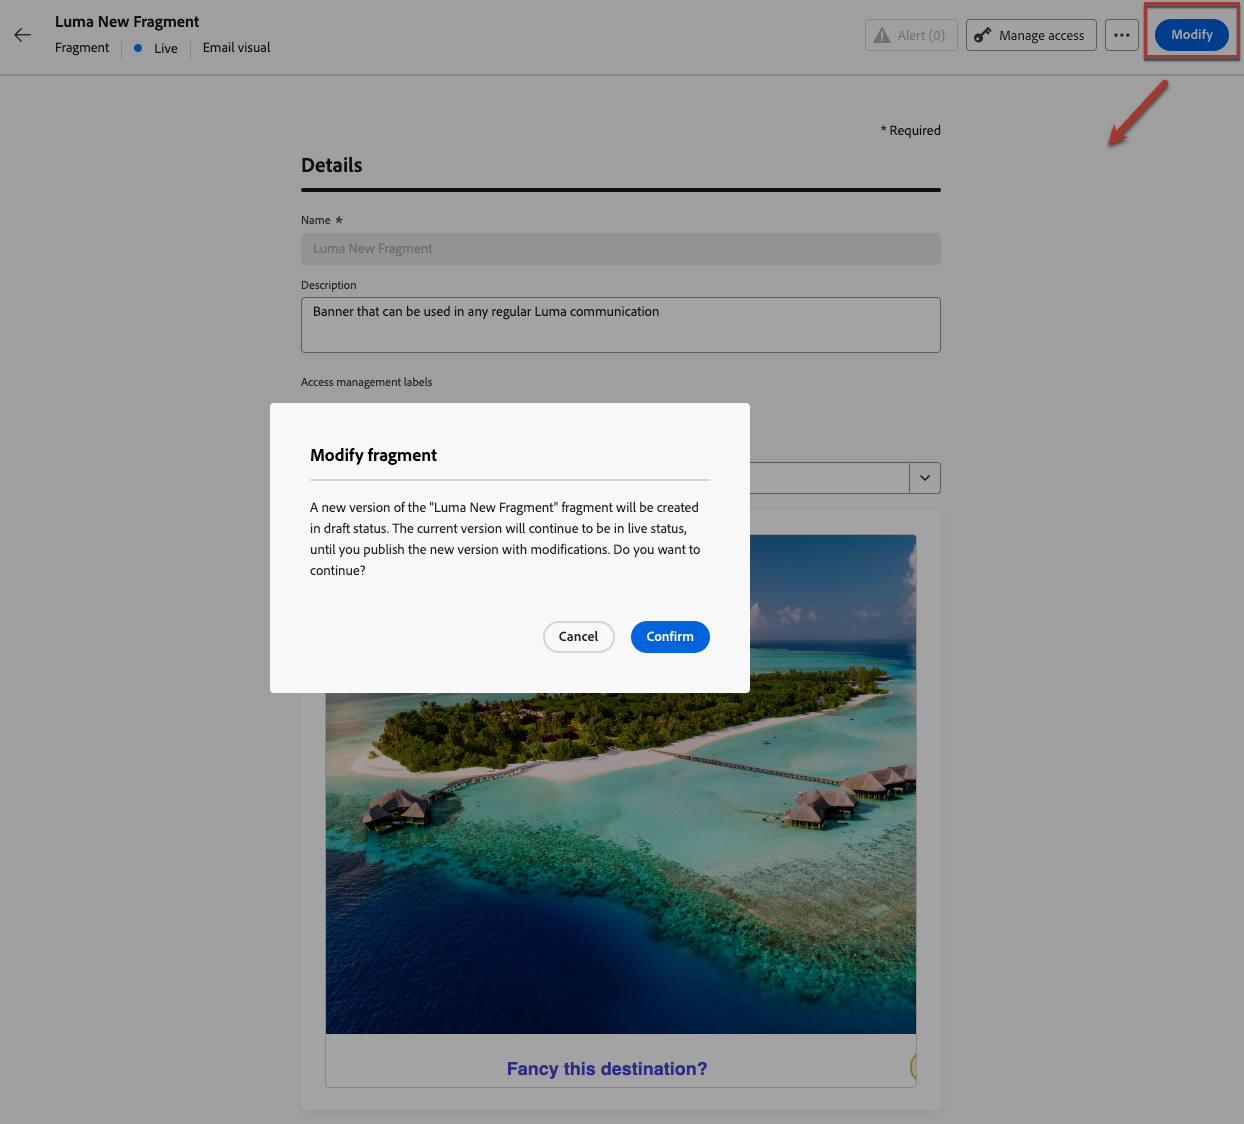 Luma New Fragment
Fragment
Live
Email visual
Alert (0)
Manage access
Modify
* Required
Details
Name *
Luma New Fragment
Description
Banner that can be used in any regular Luma communication
Access management labels
Modify fragment
A new version of the "Luma New Fragment" fragment will be created
in draft status. The current version will continue to be in live status,
until you publish the new version with modifications. Do you want to
continue?
Cancel
Confirm
Fancy this destination?